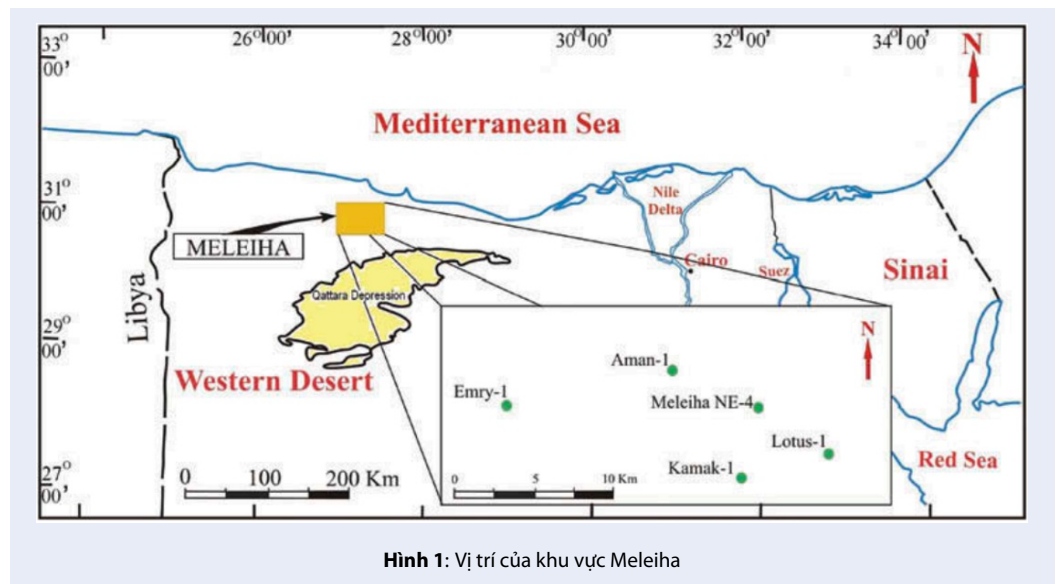 26°00' 28°00' 30°00' 32°00' 34°00'
33°
00'
N
Mediterranean Sea
31°
00'
Nile
Delta
MELEIHA
Cairo
Suez
Sinai
Libya
Qattara Depression
29°
00'
N
Aman-1
Western Desert
Emry-1
Meleiha NE-4
Lotus-1
Red Sea
Kamak-1
0 100 200 Km
0 5 10 Km
27°
00'
Hình 1: Vị trí của khu vực Meleiha